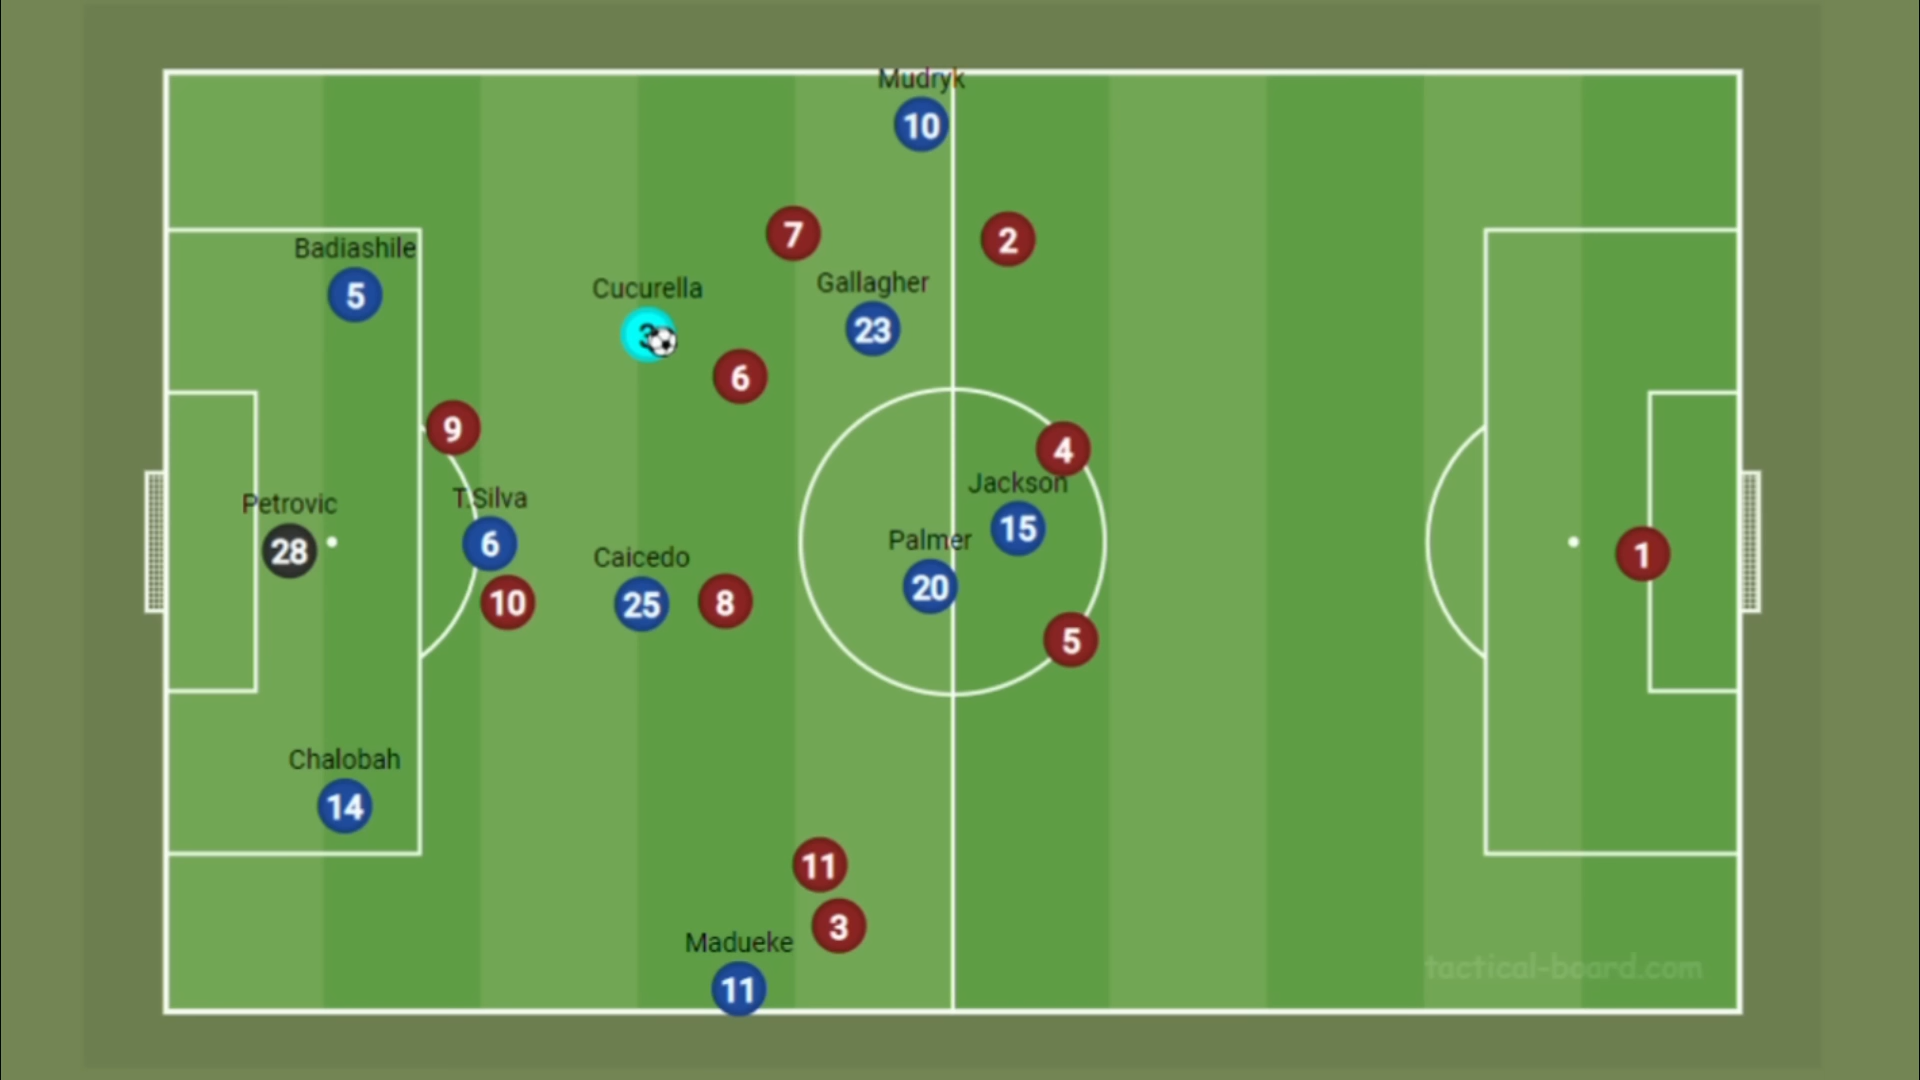 Mudryk
10
7
2
Badiashile
5
Cucurella
3
Gallagher
23
6
9
4
Jackson
15
T.Silva
6
Petrovic
28
Palmer
20
Caicedo
25
8
10
1
5
Chalobah
14
11
3
Madueke
11
tactical-board.com